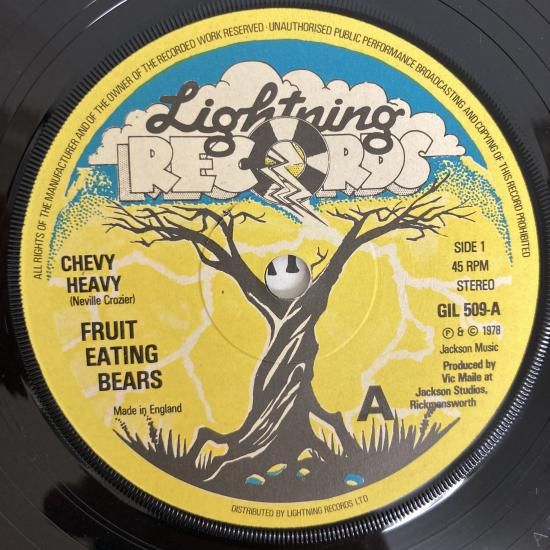 ALL RIGHTS OF THE MANUFACTURER AND OF THE OWNER OF THE RECORDED WORK RESERVED · UNAUTHORISED PUBLIC PERFORMANCE BROADCASTING AND COPYING OF THIS RECORD PROHIBITED
Lightning
RECORDS
CHEVY
HEAVY
(Neville Crozier)
FRUIT
EATING
BEARS
Made in England
SIDE 1
45 RPM
STEREO
GIL 509-A
℗ & © 1978
Jackson Music
Produced by
Vic Maile at
Jackson Studios,
Rickmansworth
A
DISTRIBUTED BY LIGHTNING RECORDS LTD